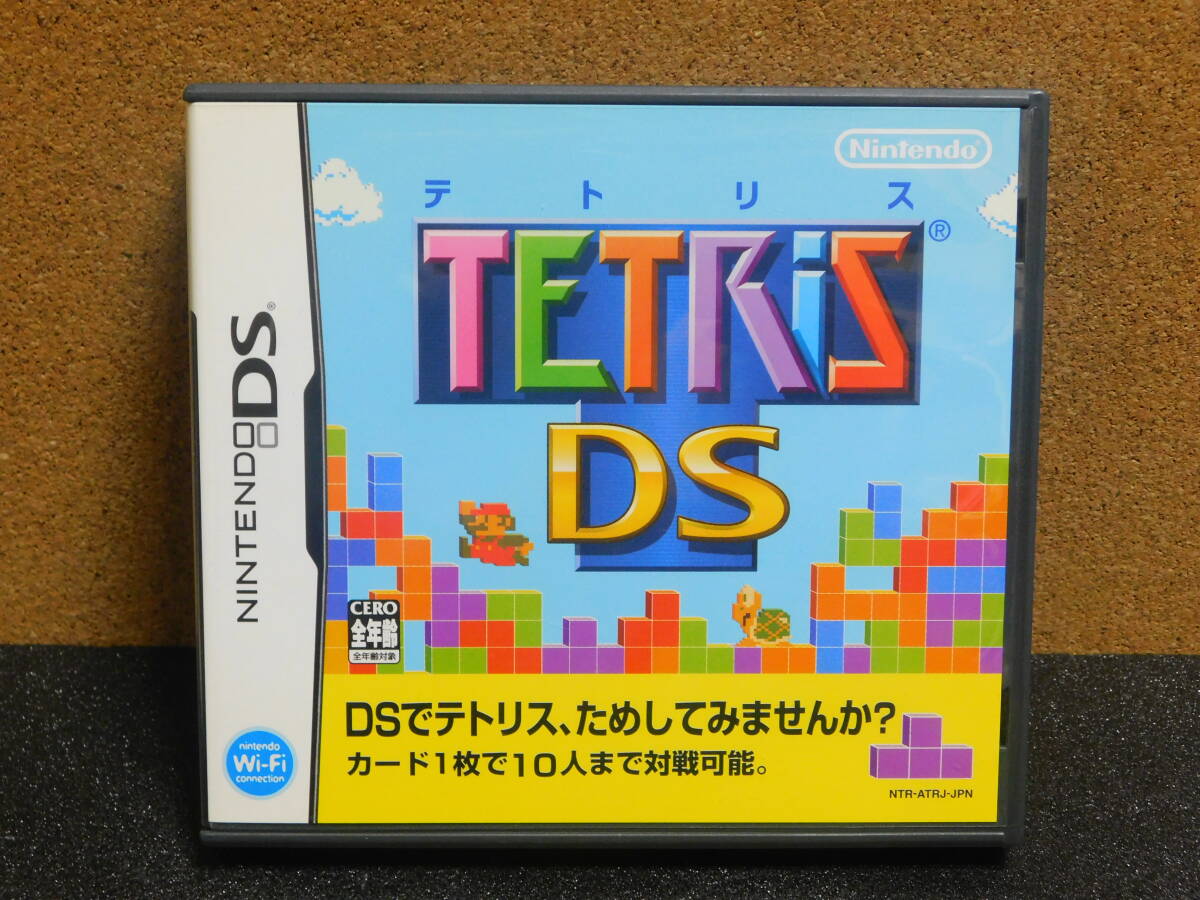 Nintendo
テトリス
TETRiS®
DS
NINTENDO DS®
CERO
全年齢
全年齢対象
DSでテトリス、ためしてみませんか?
カード1枚で10人まで対戦可能。
nintendo
Wi-Fi
connection
NTR-ATRJ-JPN